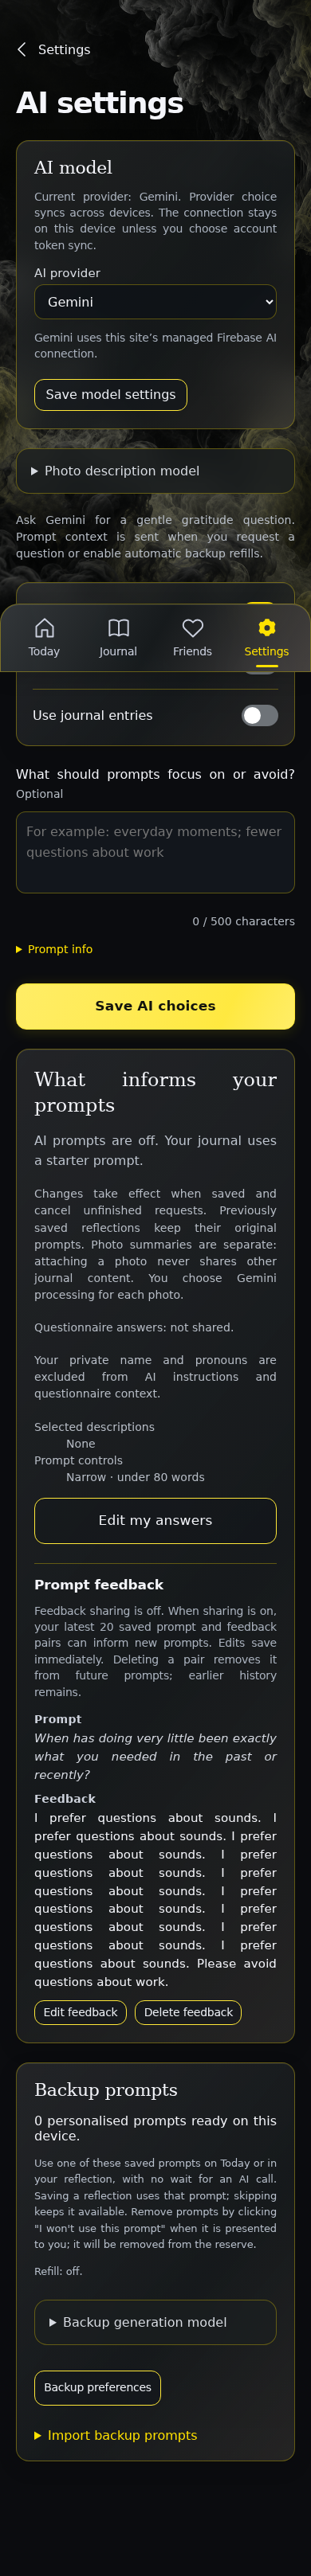 Settings
AI settings
AI model
Current provider: Gemini. Provider choice
syncs across devices. The connection stays
on this device unless you choose account
token sync.
AI provider
Gemini
Gemini uses this site’s managed Firebase AI
connection.
Save model settings
Photo description model
Ask Gemini for a gentle gratitude question.
Prompt context is sent when you request a
question or enable automatic backup refills.
Today
Journal
Friends
Settings
Use journal entries
What should prompts focus on or avoid?
Optional
For example: everyday moments; fewer
questions about work
0 / 500 characters
Prompt info
Save AI choices
What informs your
prompts
AI prompts are off. Your journal uses
a starter prompt.
Changes take effect when saved and
cancel unfinished requests. Previously
saved reflections keep their original
prompts. Photo summaries are separate:
attaching a photo never shares other
journal content. You choose Gemini
processing for each photo.
Questionnaire answers: not shared.
Your private name and pronouns are
excluded from AI instructions and
questionnaire context.
Selected descriptions
None
Prompt controls
Narrow · under 80 words
Edit my answers
Prompt feedback
Feedback sharing is off. When sharing is on,
your latest 20 saved prompt and feedback
pairs can inform new prompts. Edits save
immediately. Deleting a pair removes it
from future prompts; earlier history
remains.
Prompt
When has doing very little been exactly
what you needed in the past or
recently?
Feedback
I prefer questions about sounds. I
prefer questions about sounds. I prefer
questions about sounds. I prefer
questions about sounds. I prefer
questions about sounds. I prefer
questions about sounds. I prefer
questions about sounds. I prefer
questions about sounds. I prefer
questions about sounds. Please avoid
questions about work.
Edit feedback
Delete feedback
Backup prompts
0 personalised prompts ready on this
device.
Use one of these saved prompts on Today or in
your reflection, with no wait for an AI call.
Saving a reflection uses that prompt; skipping
keeps it available. Remove prompts by clicking
"I won't use this prompt" when it is presented
to you; it will be removed from the reserve.
Refill: off.
Backup generation model
Backup preferences
Import backup prompts